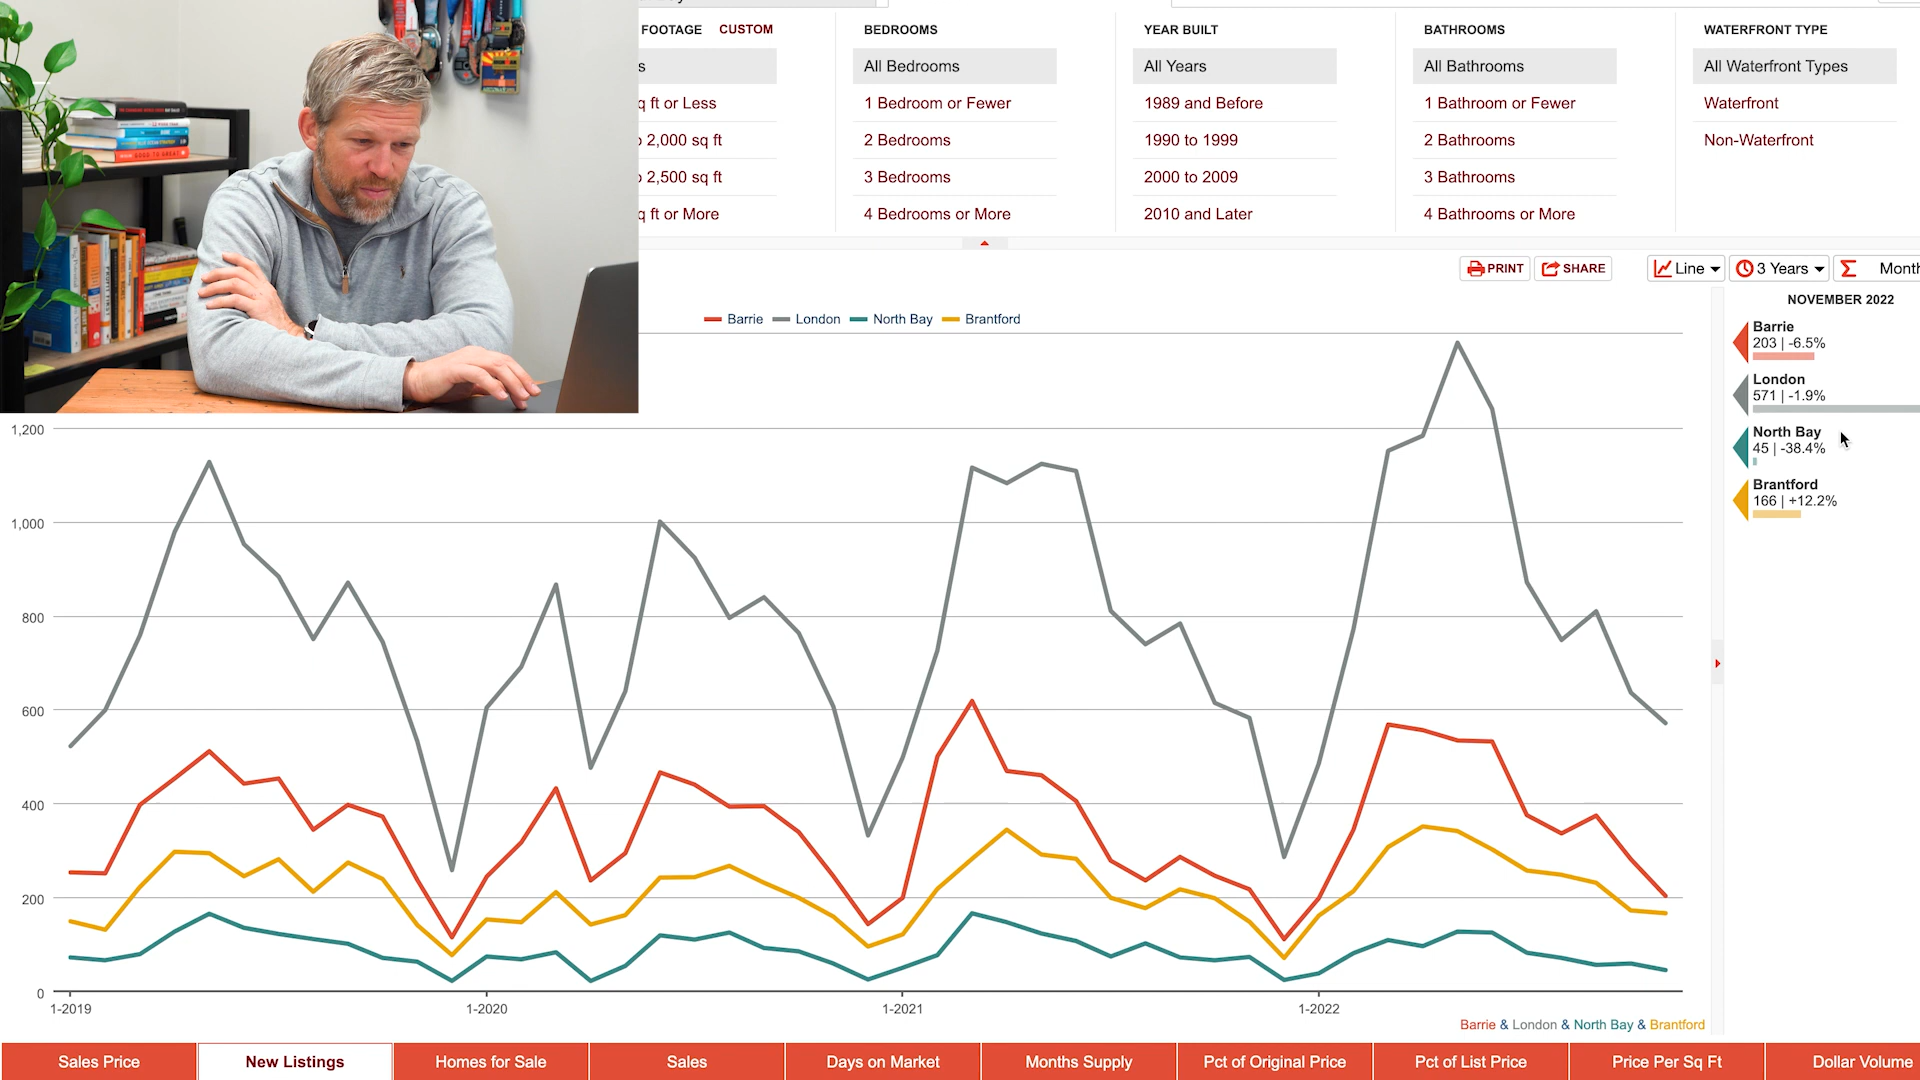 FOOTAGE CUSTOM
s
q ft or Less
2,000 sq ft
2,500 sq ft
q ft or More
BEDROOMS
All Bedrooms
1 Bedroom or Fewer
2 Bedrooms
3 Bedrooms
4 Bedrooms or More
YEAR BUILT
All Years
1989 and Before
1990 to 1999
2000 to 2009
2010 and Later
BATHROOMS
All Bathrooms
1 Bathroom or Fewer
2 Bathrooms
3 Bathrooms
4 Bathrooms or More
WATERFRONT TYPE
All Waterfront Types
Waterfront
Non-Waterfront
GOOD TO GREAT
PRINT SHARE Line 3 Years Month
Barrie London North Bay Brantford
NOVEMBER 2022
Barrie
203 | -6.5%
London
571 | -1.9%
North Bay
45 | -38.4%
Brantford
166 | +12.2%
1,200
1,000
800
600
400
200
0
1-2019 1-2020 1-2021 1-2022
Barrie & London & North Bay & Brantford
Sales Price New Listings Homes for Sale Sales Days on Market Months Supply Pct of Original Price Pct of List Price Price Per Sq Ft Dollar Volume